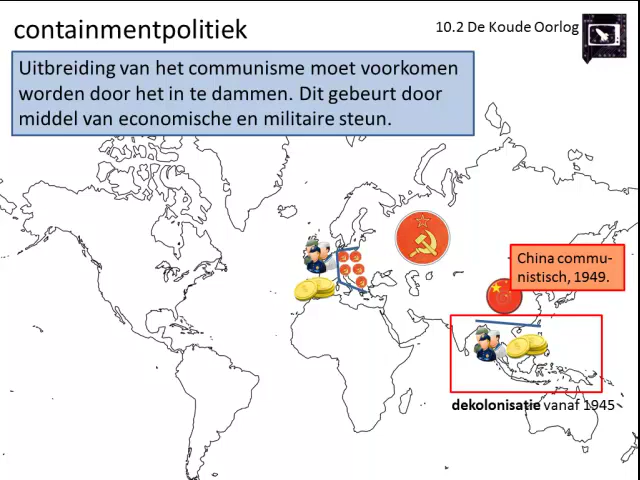 containmentpolitiek
10.2 De Koude Oorlog
Uitbreiding van het communisme moet voorkomen
worden door het in te dammen. Dit gebeurt door
middel van economische en militaire steun.
China commu-
nistisch, 1949.
dekolonisatie vanaf 1945